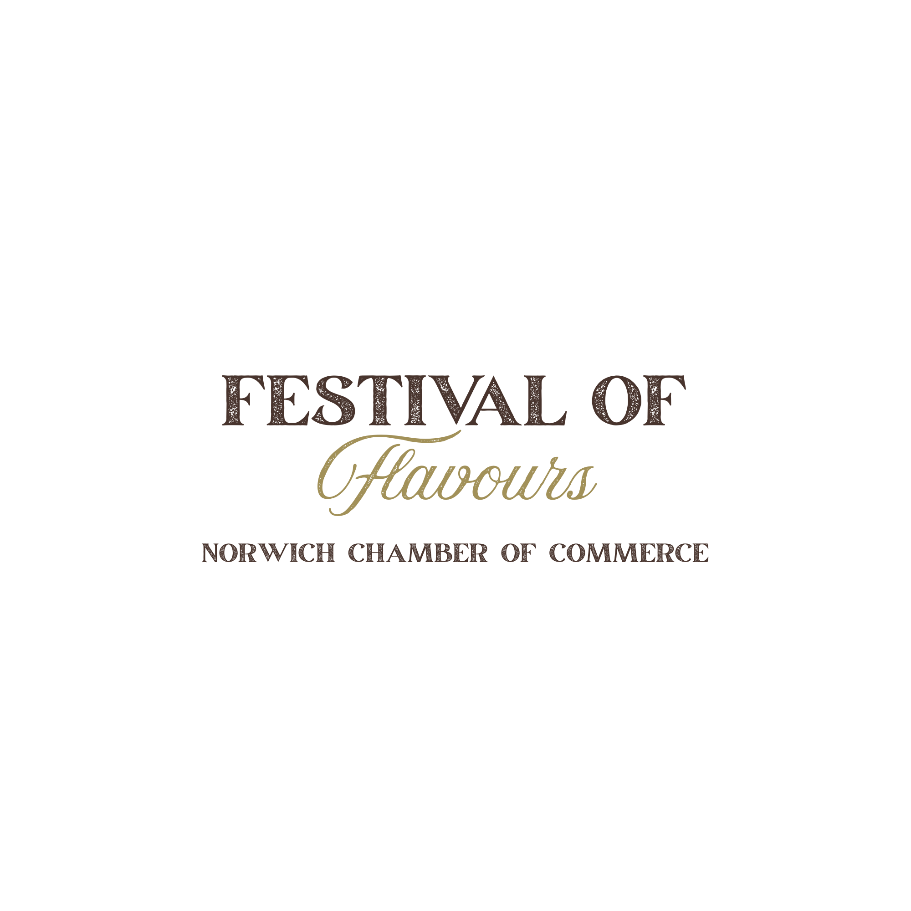 FESTIVAL OF
Flavours
NORWICH CHAMBER OF COMMERCE